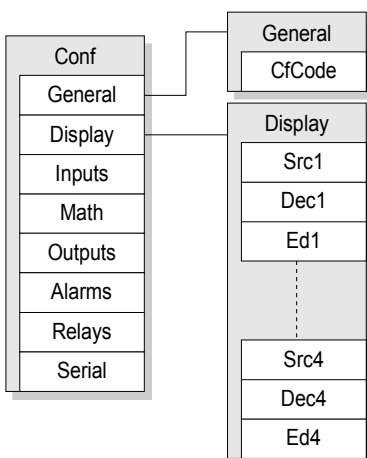 Conf
General
Display
Inputs
Math
Outputs
Alarms
Relays
Serial
General
CfCode
Display
Src1
Dec1
Ed1
Src4
Dec4
Ed4